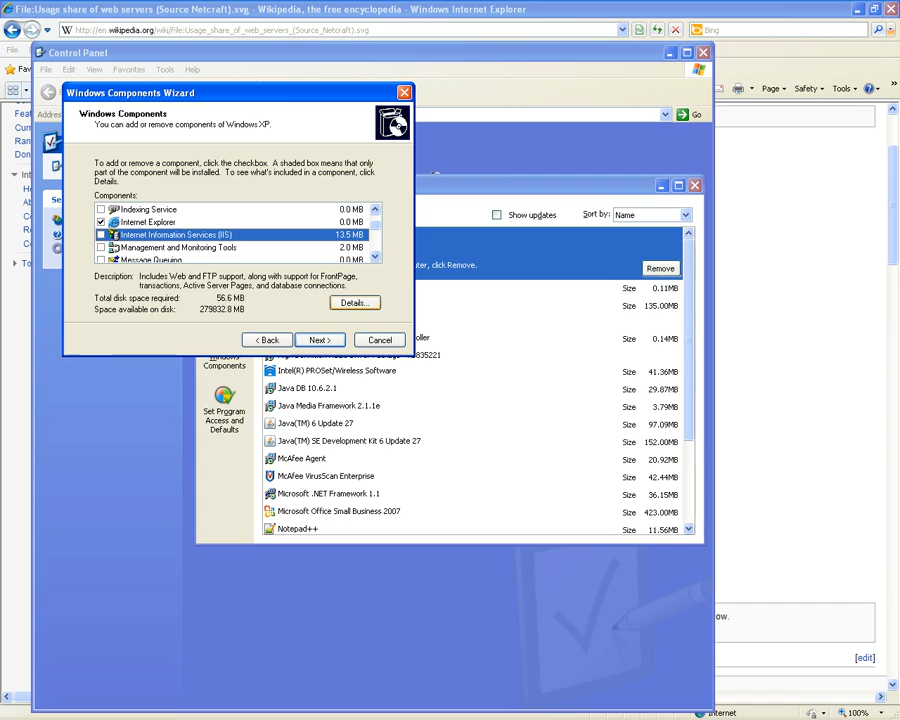 File:Usage share of web servers (Source Netcraft).svg - Wikipedia, the free encyclopedia - Windows Internet Explorer
http://en.wikipedia.org/wiki/File:Usage_share_of_web_servers_(Source_Netcraft).svg
Bing
File
Fav
Page
Safety
Tools
Control Panel
File Edit View Favorites Tools Help
Addres
Go
Windows Components Wizard
Windows Components
You can add or remove components of Windows XP.
To add or remove a component, click the checkbox. A shaded box means that only
part of the component will be installed. To see what's included in a component, click
Details.
Components:
Indexing Service 0.0 MB
Internet Explorer 0.0 MB
Internet Information Services (IIS) 13.5 MB
Management and Monitoring Tools 2.0 MB
Message Queuing 0.0 MB
Description: Includes Web and FTP support, along with support for FrontPage,
transactions, Active Server Pages, and database connections.
Total disk space required: 56.6 MB
Space available on disk: 279832.8 MB
Details...
< Back
Next >
Cancel
Show updates
Sort by: Name
uter, click Remove.
Remove
Size 0.11MB
Size 135.00MB
oller
Size 0.14MB
835221
Intel(R) PROSet/Wireless Software Size 41.36MB
Java DB 10.6.2.1 Size 29.87MB
Java Media Framework 2.1.1e Size 3.79MB
Java(TM) 6 Update 27 Size 97.09MB
Java(TM) SE Development Kit 6 Update 27 Size 152.00MB
McAfee Agent Size 20.92MB
McAfee VirusScan Enterprise Size 42.44MB
Microsoft .NET Framework 1.1 Size 36.15MB
Microsoft Office Small Business 2007 Size 423.00MB
Notepad++ Size 11.56MB
Components
Set Program
Access and
Defaults
Feat
Curr
Ran
Don
Se
ow.
[edit]
Internet
100%